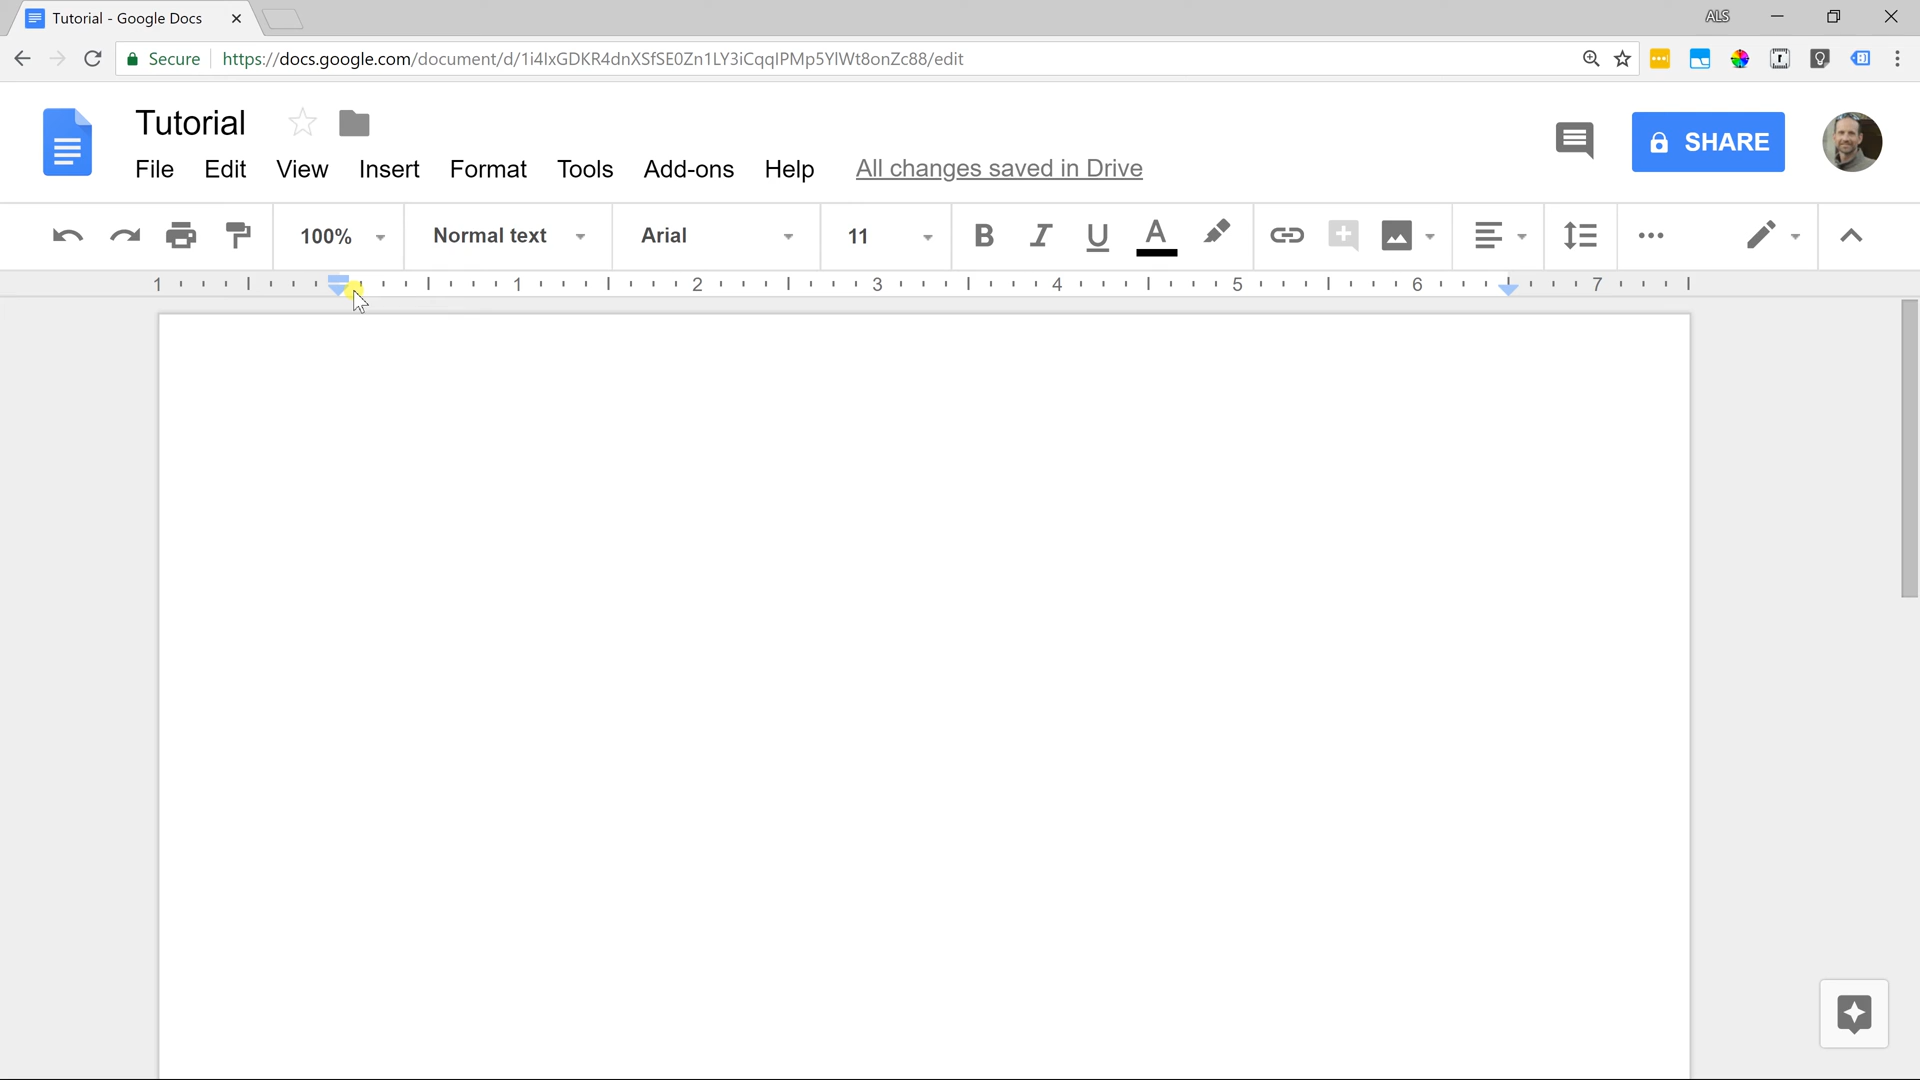 Tutorial - Google Docs
ALS
Secure https://docs.google.com/document/d/1i4lxGDKR4dnXSfSE0Zn1LY3iCqqlPMp5YlWt8onZc88/edit
Tutorial
File Edit View Insert Format Tools Add-ons Help All changes saved in Drive
SHARE
100% Normal text Arial 11 B I U A
1 1 2 3 4 5 6 7